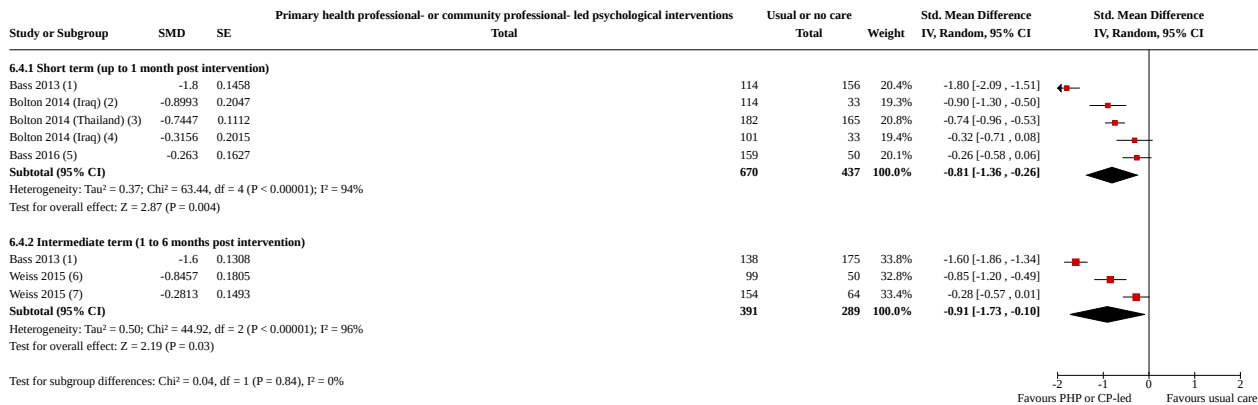 Primary health professional- or community professional- led psychological interventions Usual or no care Std. Mean Difference Std. Mean Difference
Study or Subgroup SMD SE Total Total Weight IV, Random, 95% CI IV, Random, 95% CI
6.4.1 Short term (up to 1 month post intervention)
Bass 2013 (1) -1.8 0.1458 114 156 20.4% -1.80 [-2.09 , -1.51]
Bolton 2014 (Iraq) (2) -0.8993 0.2047 114 33 19.3% -0.90 [-1.30 , -0.50]
Bolton 2014 (Thailand) (3) -0.7447 0.1112 182 165 20.8% -0.74 [-0.96 , -0.53]
Bolton 2014 (Iraq) (4) -0.3156 0.2015 101 33 19.4% -0.32 [-0.71 , 0.08]
Bass 2016 (5) -0.263 0.1627 159 50 20.1% -0.26 [-0.58 , 0.06]
Subtotal (95% CI) 670 437 100.0% -0.81 [-1.36 , -0.26]
Heterogeneity: Tau² = 0.37; Chi² = 63.44, df = 4 (P < 0.00001); I² = 94%
Test for overall effect: Z = 2.87 (P = 0.004)
6.4.2 Intermediate term (1 to 6 months post intervention)
Bass 2013 (1) -1.6 0.1308 138 175 33.8% -1.60 [-1.86 , -1.34]
Weiss 2015 (6) -0.8457 0.1805 99 50 32.8% -0.85 [-1.20 , -0.49]
Weiss 2015 (7) -0.2813 0.1493 154 64 33.4% -0.28 [-0.57 , 0.01]
Subtotal (95% CI) 391 289 100.0% -0.91 [-1.73 , -0.10]
Heterogeneity: Tau² = 0.50; Chi² = 44.92, df = 2 (P < 0.00001); I² = 96%
Test for overall effect: Z = 2.19 (P = 0.03)
Test for subgroup differences: Chi² = 0.04, df = 1 (P = 0.84), I² = 0%
-2 -1 0 1 2
Favours PHP or CP-led Favours usual care